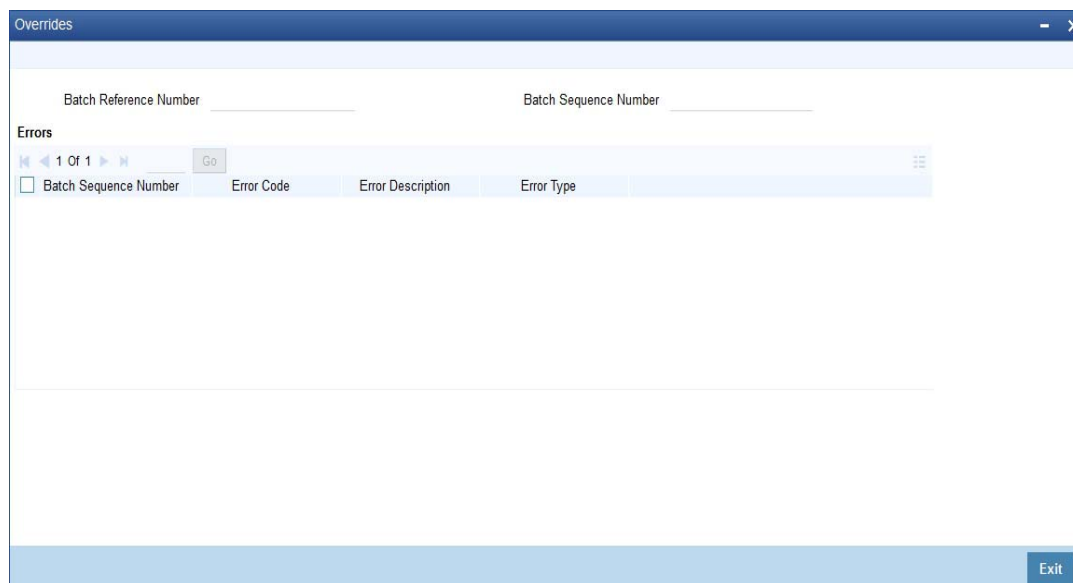 Overrides
Batch Reference Number
Batch Sequence Number
Errors
1 Of 1
Go
Batch Sequence Number Error Code Error Description Error Type
Exit